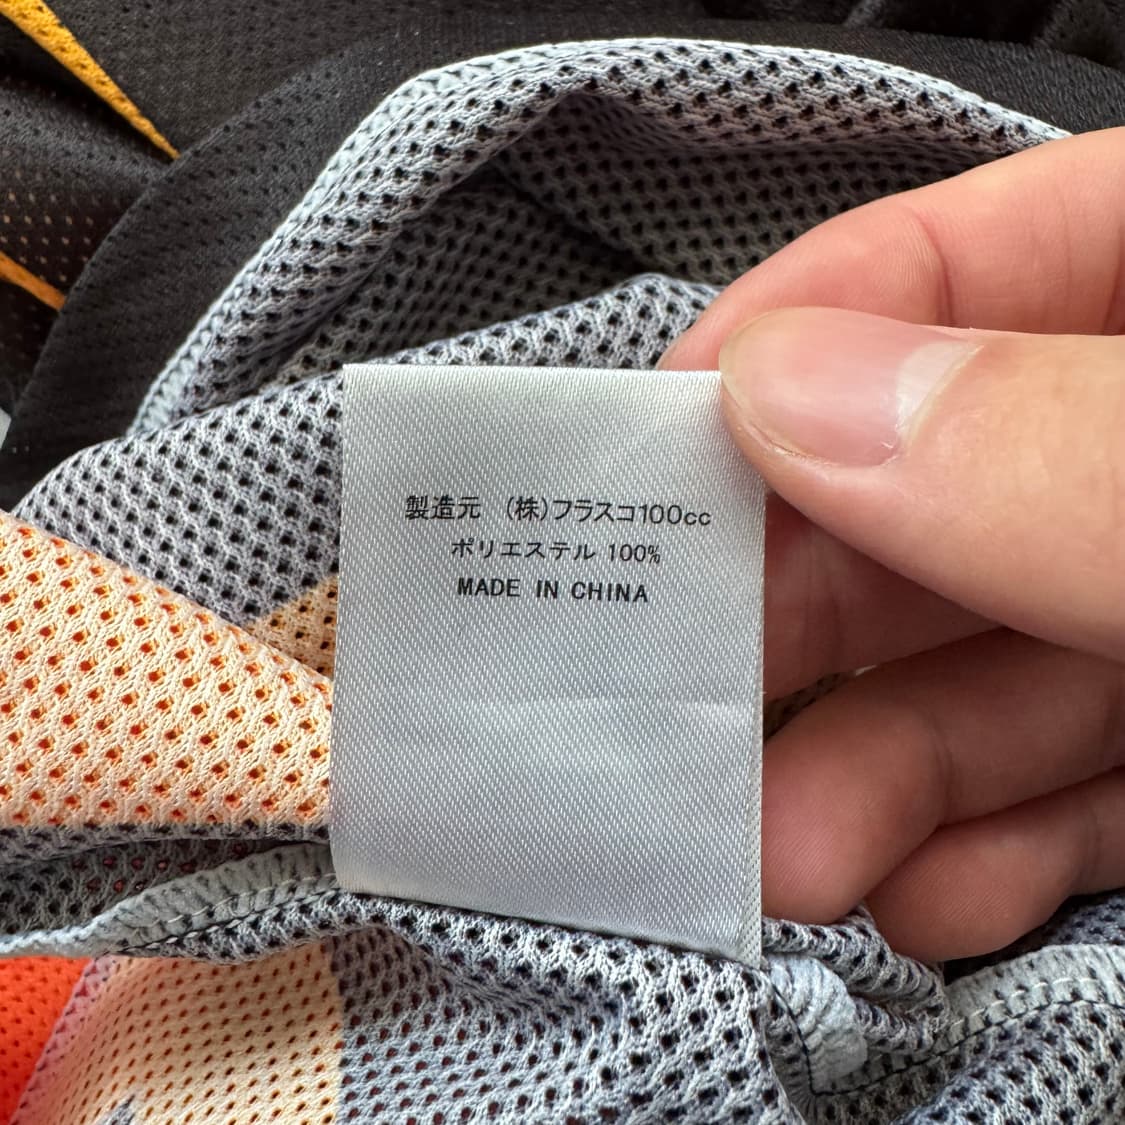 製造元　(株)フラスコ100cc
ポリエステル 100%
MADE IN CHINA